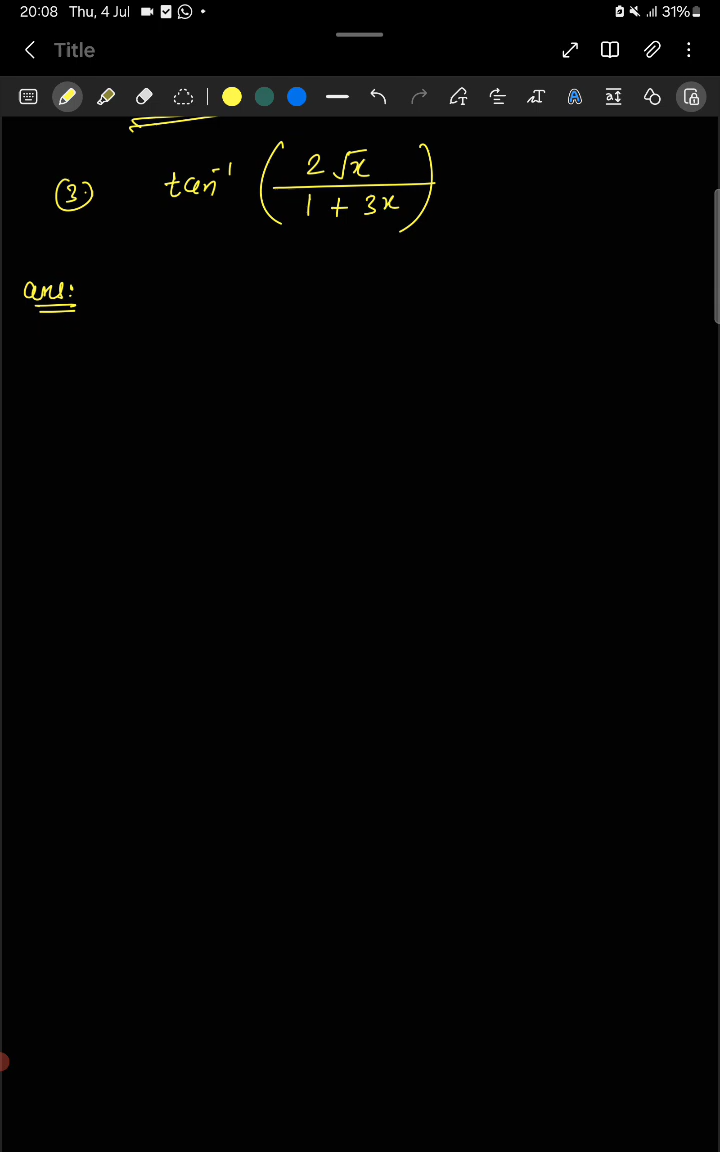 20:08 Thu, 4 Jul 31%
Title
(3.) tan⁻¹ ( 2√x / 1 + 3x )
ans: